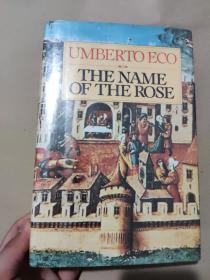 UMBERTO ECO
THE NAME
OF THE ROSE